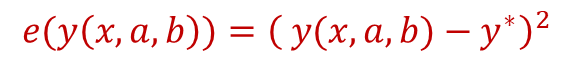 e(y(x, a, b)) = ( y(x, a, b) − y*)²